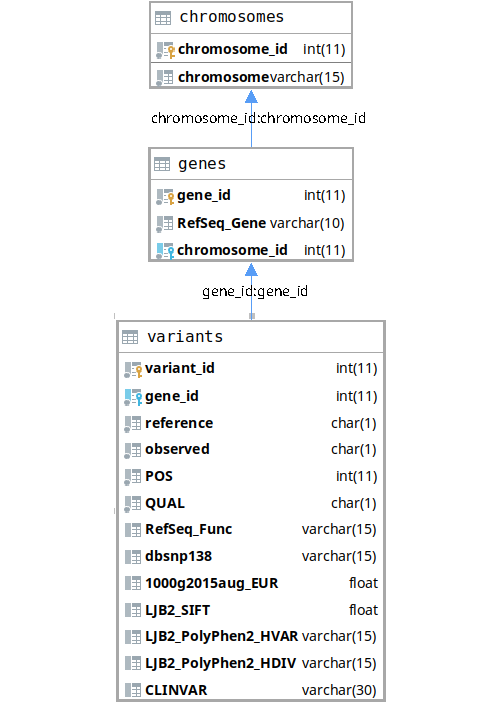 chromosomes
chromosome_id int(11)
chromosome varchar(15)
chromosome_id:chromosome_id
genes
gene_id int(11)
RefSeq_Gene varchar(10)
chromosome_id int(11)
gene_id:gene_id
variants
variant_id int(11)
gene_id int(11)
reference char(1)
observed char(1)
POS int(11)
QUAL char(1)
RefSeq_Func varchar(15)
dbsnp138 varchar(15)
1000g2015aug_EUR float
LJB2_SIFT float
LJB2_PolyPhen2_HVAR varchar(15)
LJB2_PolyPhen2_HDIV varchar(15)
CLINVAR varchar(30)